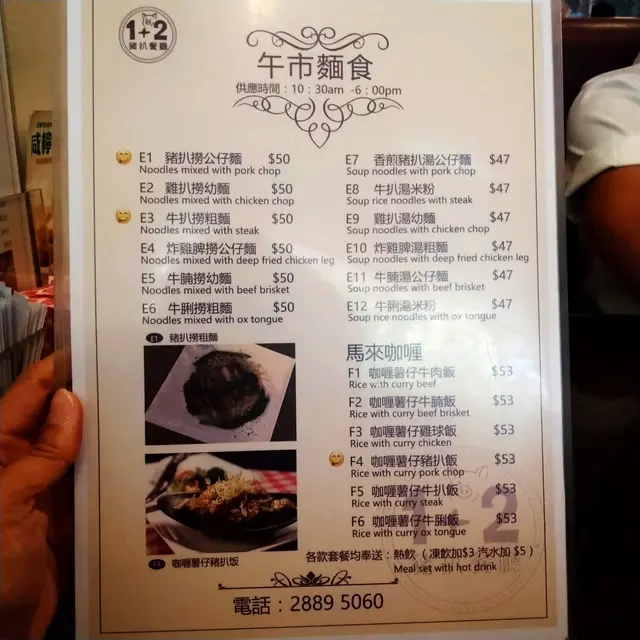 1+2
豬扒餐廳
午市麵食
供應時間：10：30am -6：00pm
E1 豬扒撈公仔麵 $50
Noodles mixed with pork chop
E2 雞扒撈幼麵 $50
Noodles mixed with chicken chop
E3 牛扒撈粗麵 $50
Noodles mixed with steak
E4 炸雞脾撈公仔麵 $50
Noodles mixed with deep fried chicken leg
E5 牛腩撈幼麵 $50
Noodles mixed with beef brisket
E6 牛脷撈粗麵 $50
Noodles mixed with ox tongue
E1 豬扒撈粗麵
咖喱薯仔豬扒饭
E7 香煎豬扒湯公仔麵 $47
Soup noodles with pork chop
E8 牛扒湯米粉 $47
Soup rice noodles with steak
E9 雞扒湯幼麵 $47
Soup noodles with chicken chop
E10 炸雞脾湯粗麵 $47
Soup noodles with deep fried chicken leg
E11 牛腩湯公仔麵 $47
Soup noodles with beef brisket
E12 牛脷湯米粉 $47
Soup rice noodles with ox tongue
馬來咖喱
F1 咖喱薯仔牛肉飯 $53
Rice with curry beef
F2 咖喱薯仔牛腩飯 $53
Rice with curry beef brisket
F3 咖喱薯仔雞球飯 $53
Rice with curry chicken
F4 咖喱薯仔豬扒飯 $53
Rice with curry pork chop
F5 咖喱薯仔牛扒飯 $53
Rice with curry steak
F6 咖喱薯仔牛脷飯 $53
Rice with curry ox tongue
1+2
各款套餐均奉送：熱飲（凍飲加$3 汽水加 $5）
Meal set with hot drink
電話：2889 5060
咸檸